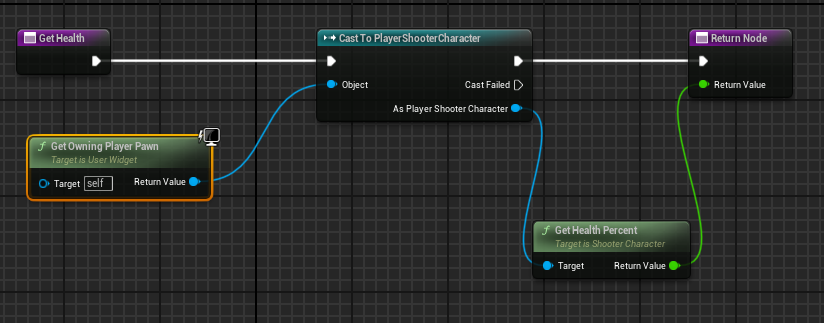 Get Health
Cast To PlayerShooterCharacter
Return Node
Object
Cast Failed
Return Value
As Player Shooter Character
Get Owning Player Pawn
Target is User Widget
Target self
Return Value
Get Health Percent
Target is Shooter Character
Target
Return Value